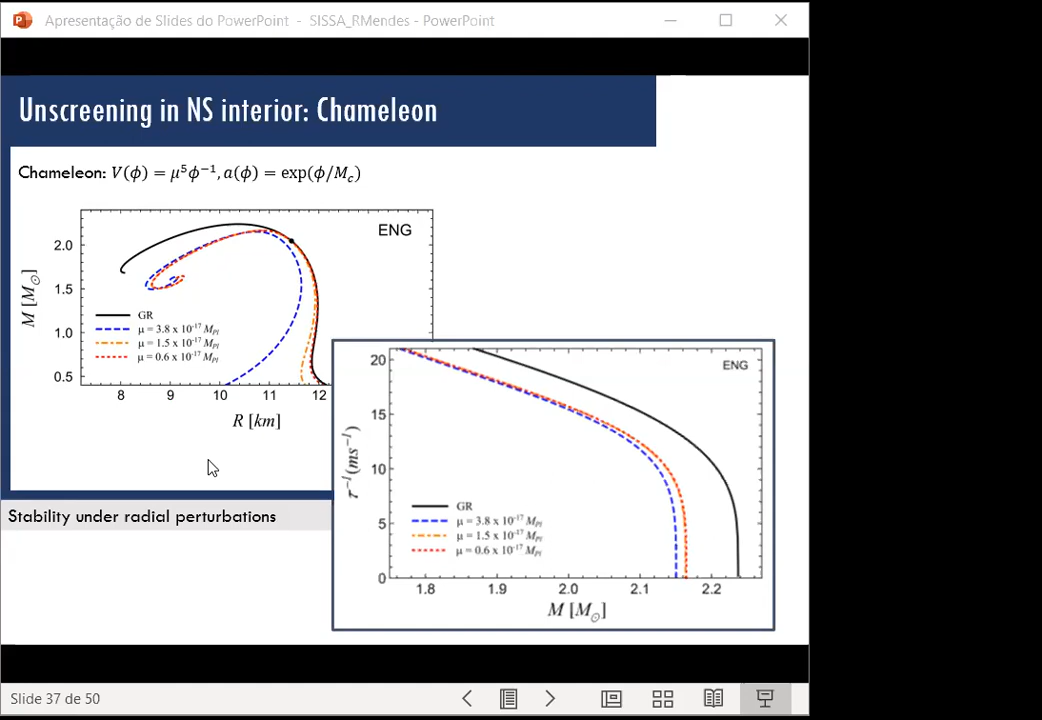 Apresentação de Slides do PowerPoint - SISSA_RMendes - PowerPoint
Unscreening in NS interior: Chameleon
Chameleon: V(ϕ) = μ⁵ϕ⁻¹, a(ϕ) = exp(ϕ/M_c)
ENG
2.0
1.5
1.0
0.5
M [M☉]
GR
μ = 3.8 x 10⁻¹⁷ M_Pl
μ = 1.5 x 10⁻¹⁷ M_Pl
μ = 0.6 x 10⁻¹⁷ M_Pl
8 9 10 11 12
R [km]
ENG
20
15
10
5
0
τ⁻¹(ms⁻¹)
GR
μ = 3.8 x 10⁻¹⁷ M_Pl
μ = 1.5 x 10⁻¹⁷ M_Pl
μ = 0.6 x 10⁻¹⁷ M_Pl
1.8 1.9 2.0 2.1 2.2
M [M☉]
Stability under radial perturbations
Slide 37 de 50